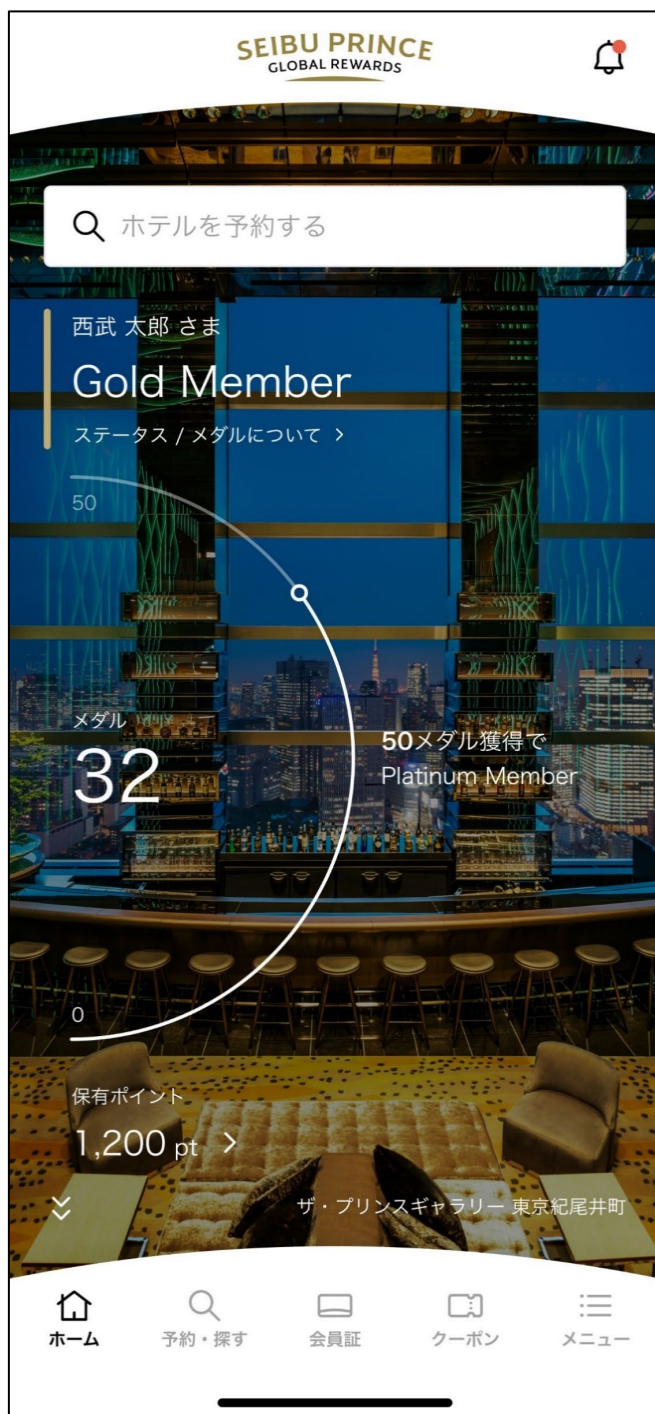 SEIBU PRINCE
GLOBAL REWARDS
ホテルを予約する
西武 太郎 さま
Gold Member
ステータス / メダルについて
50
メダル
32
50メダル獲得で
Platinum Member
0
保有ポイント
1,200 pt
ザ・プリンスギャラリー 東京紀尾井町
ホーム
予約・探す
会員証
クーポン
メニュー